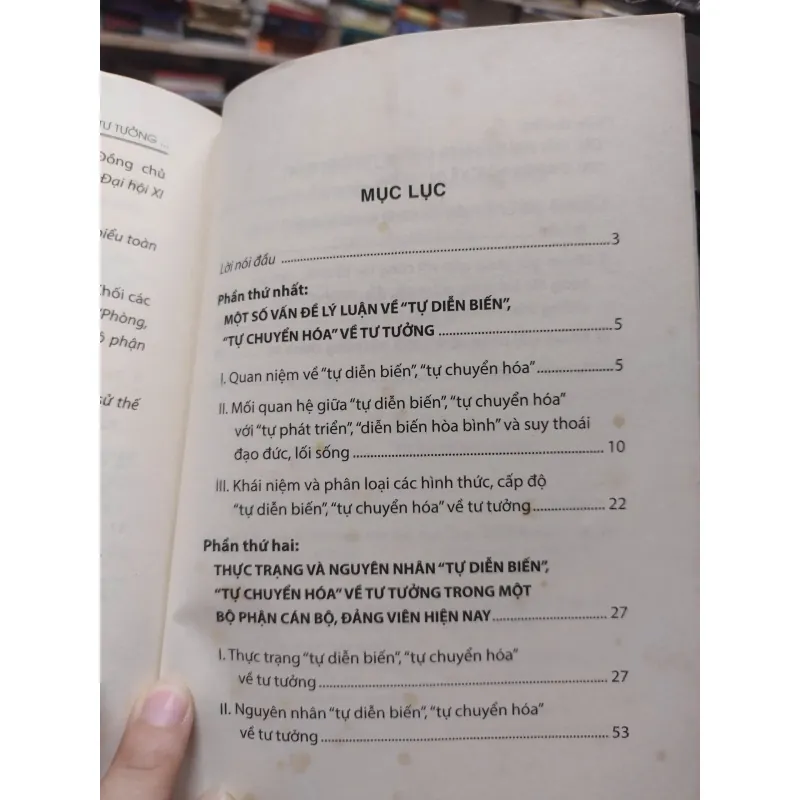 TƯ TƯỞNG ...
Đồng chủ
Đại hội XI
hiểu toàn
Khối các
"Phòng,
phận
sử thế
MỤC LỤC
Lời nói đầu ........ 3
Phần thứ nhất:
MỘT SỐ VẤN ĐỀ LÝ LUẬN VỀ "TỰ DIỄN BIẾN",
"TỰ CHUYỂN HÓA" VỀ TƯ TƯỞNG ........ 5
I. Quan niệm về "tự diễn biến", "tự chuyển hóa" ........ 5
II. Mối quan hệ giữa "tự diễn biến", "tự chuyển hóa"
với "tự phát triển", "diễn biến hòa bình" và suy thoái
đạo đức, lối sống ........ 10
III. Khái niệm và phân loại các hình thức, cấp độ
"tự diễn biến", "tự chuyển hóa" về tư tưởng ........ 22
Phần thứ hai:
THỰC TRẠNG VÀ NGUYÊN NHÂN "TỰ DIỄN BIẾN",
"TỰ CHUYỂN HÓA" VỀ TƯ TƯỞNG TRONG MỘT
BỘ PHẬN CÁN BỘ, ĐẢNG VIÊN HIỆN NAY ........ 27
I. Thực trạng "tự diễn biến", "tự chuyển hóa"
về tư tưởng ........ 27
II. Nguyên nhân "tự diễn biến", "tự chuyển hóa"
về tư tưởng ........ 53